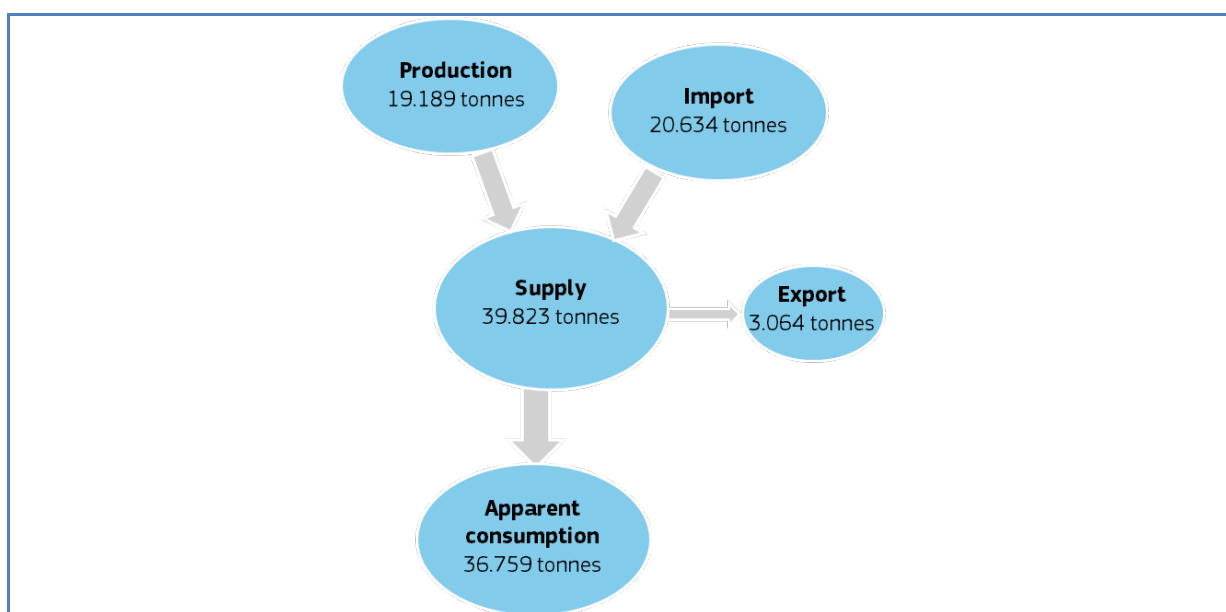 Production
19.189 tonnes
Import
20.634 tonnes
Supply
39.823 tonnes
Export
3.064 tonnes
Apparent
consumption
36.759 tonnes